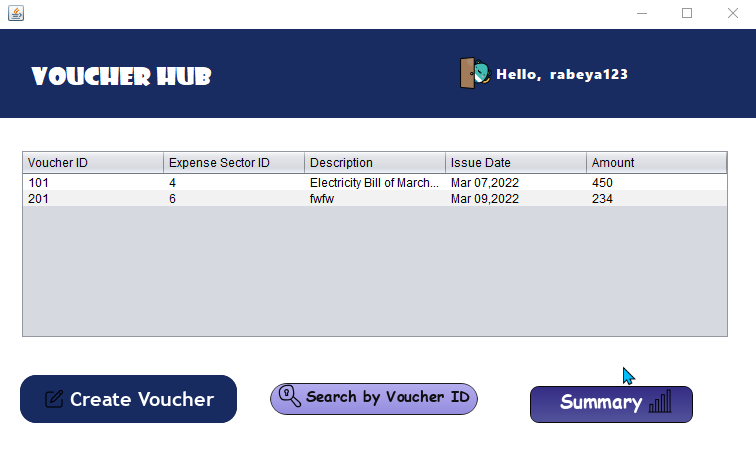 VOUCHER HUB
Hello, rabeya123
Voucher ID Expense Sector ID Description Issue Date Amount
101 4 Electricity Bill of March... Mar 07,2022 450
201 6 fwfw Mar 09,2022 234
Create Voucher Search by Voucher ID Summary